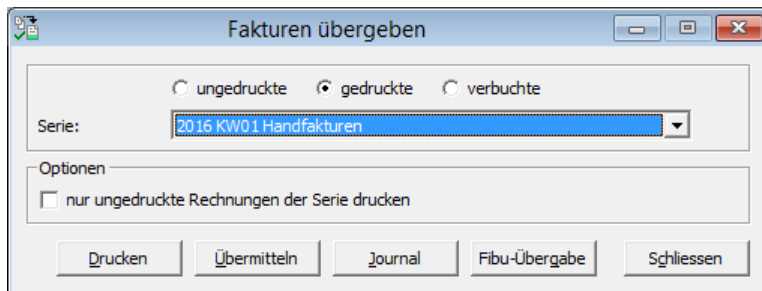 Fakturen übergeben
ungedruckte gedruckte verbuchte
Serie: 2016 KW01 Handfakturen
Optionen
nur ungedruckte Rechnungen der Serie drucken
Drucken Übermitteln Journal Fibu-Übergabe Schliessen